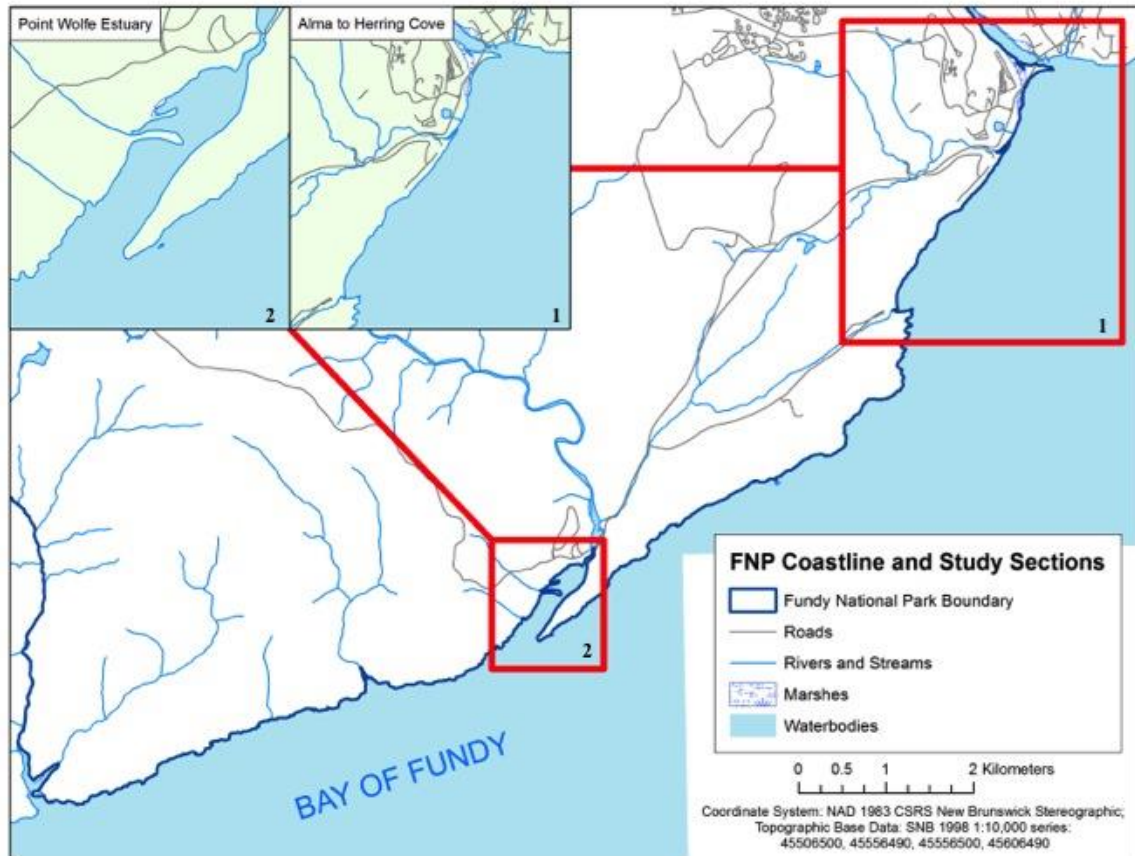 Point Wolfe Estuary
Alma to Herring Cove
2
1
1
2
BAY OF FUNDY
FNP Coastline and Study Sections
Fundy National Park Boundary
Roads
Rivers and Streams
Marshes
Waterbodies
0 0.5 1 2 Kilometers
Coordinate System: NAD 1983 CSRS New Brunswick Stereographic;
Topographic Base Data: SNB 1998 1:10,000 series:
45506500, 45556490, 45556500, 45606490